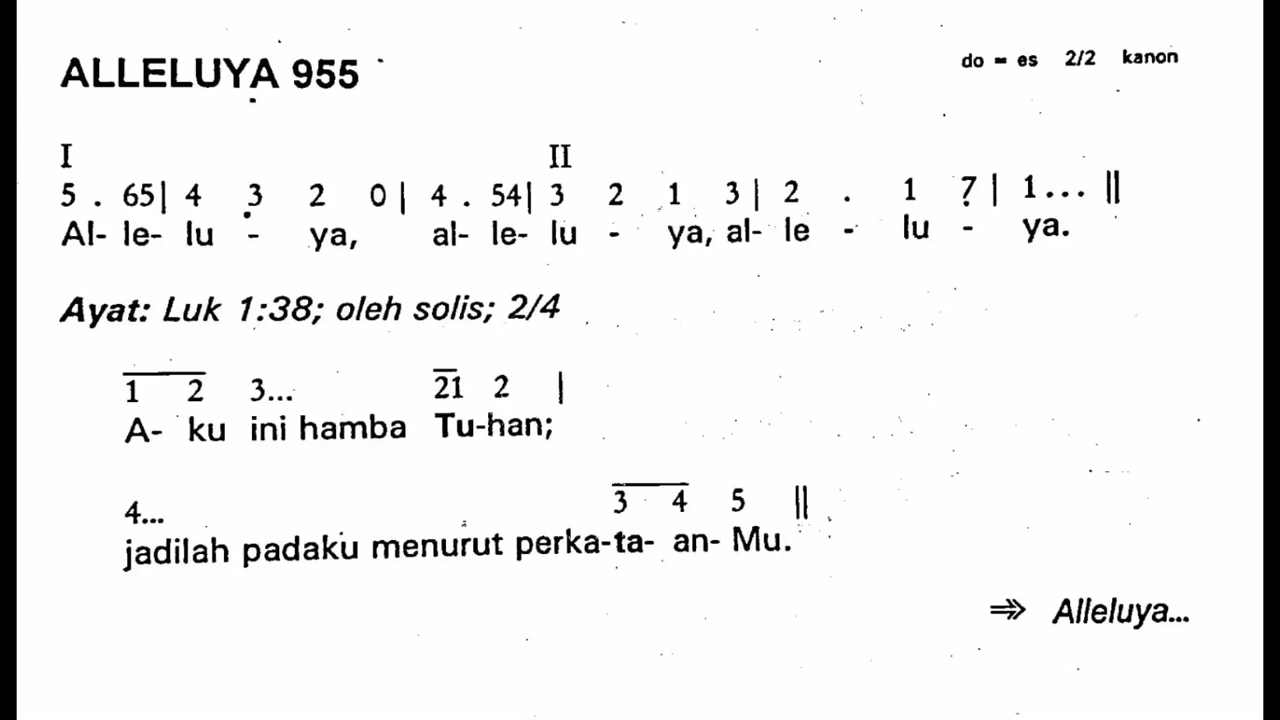 ALLELUYA 955
do = es 2/2 kanon
I II
5 . 65| 4 3 2 0| 4 . 54| 3 2 1 3| 2 . 1 7̣| 1... ||
Al- le- lu - ya, al- le- lu - ya, al- le - lu - ya.
Ayat: Luk 1:38; oleh solis; 2/4
1 2 3... 21 2 |
A- ku ini hamba Tu-han;
4... 3 4 5 ||
jadilah padaku menurut perka-ta- an- Mu.
⇒ Alleluya...